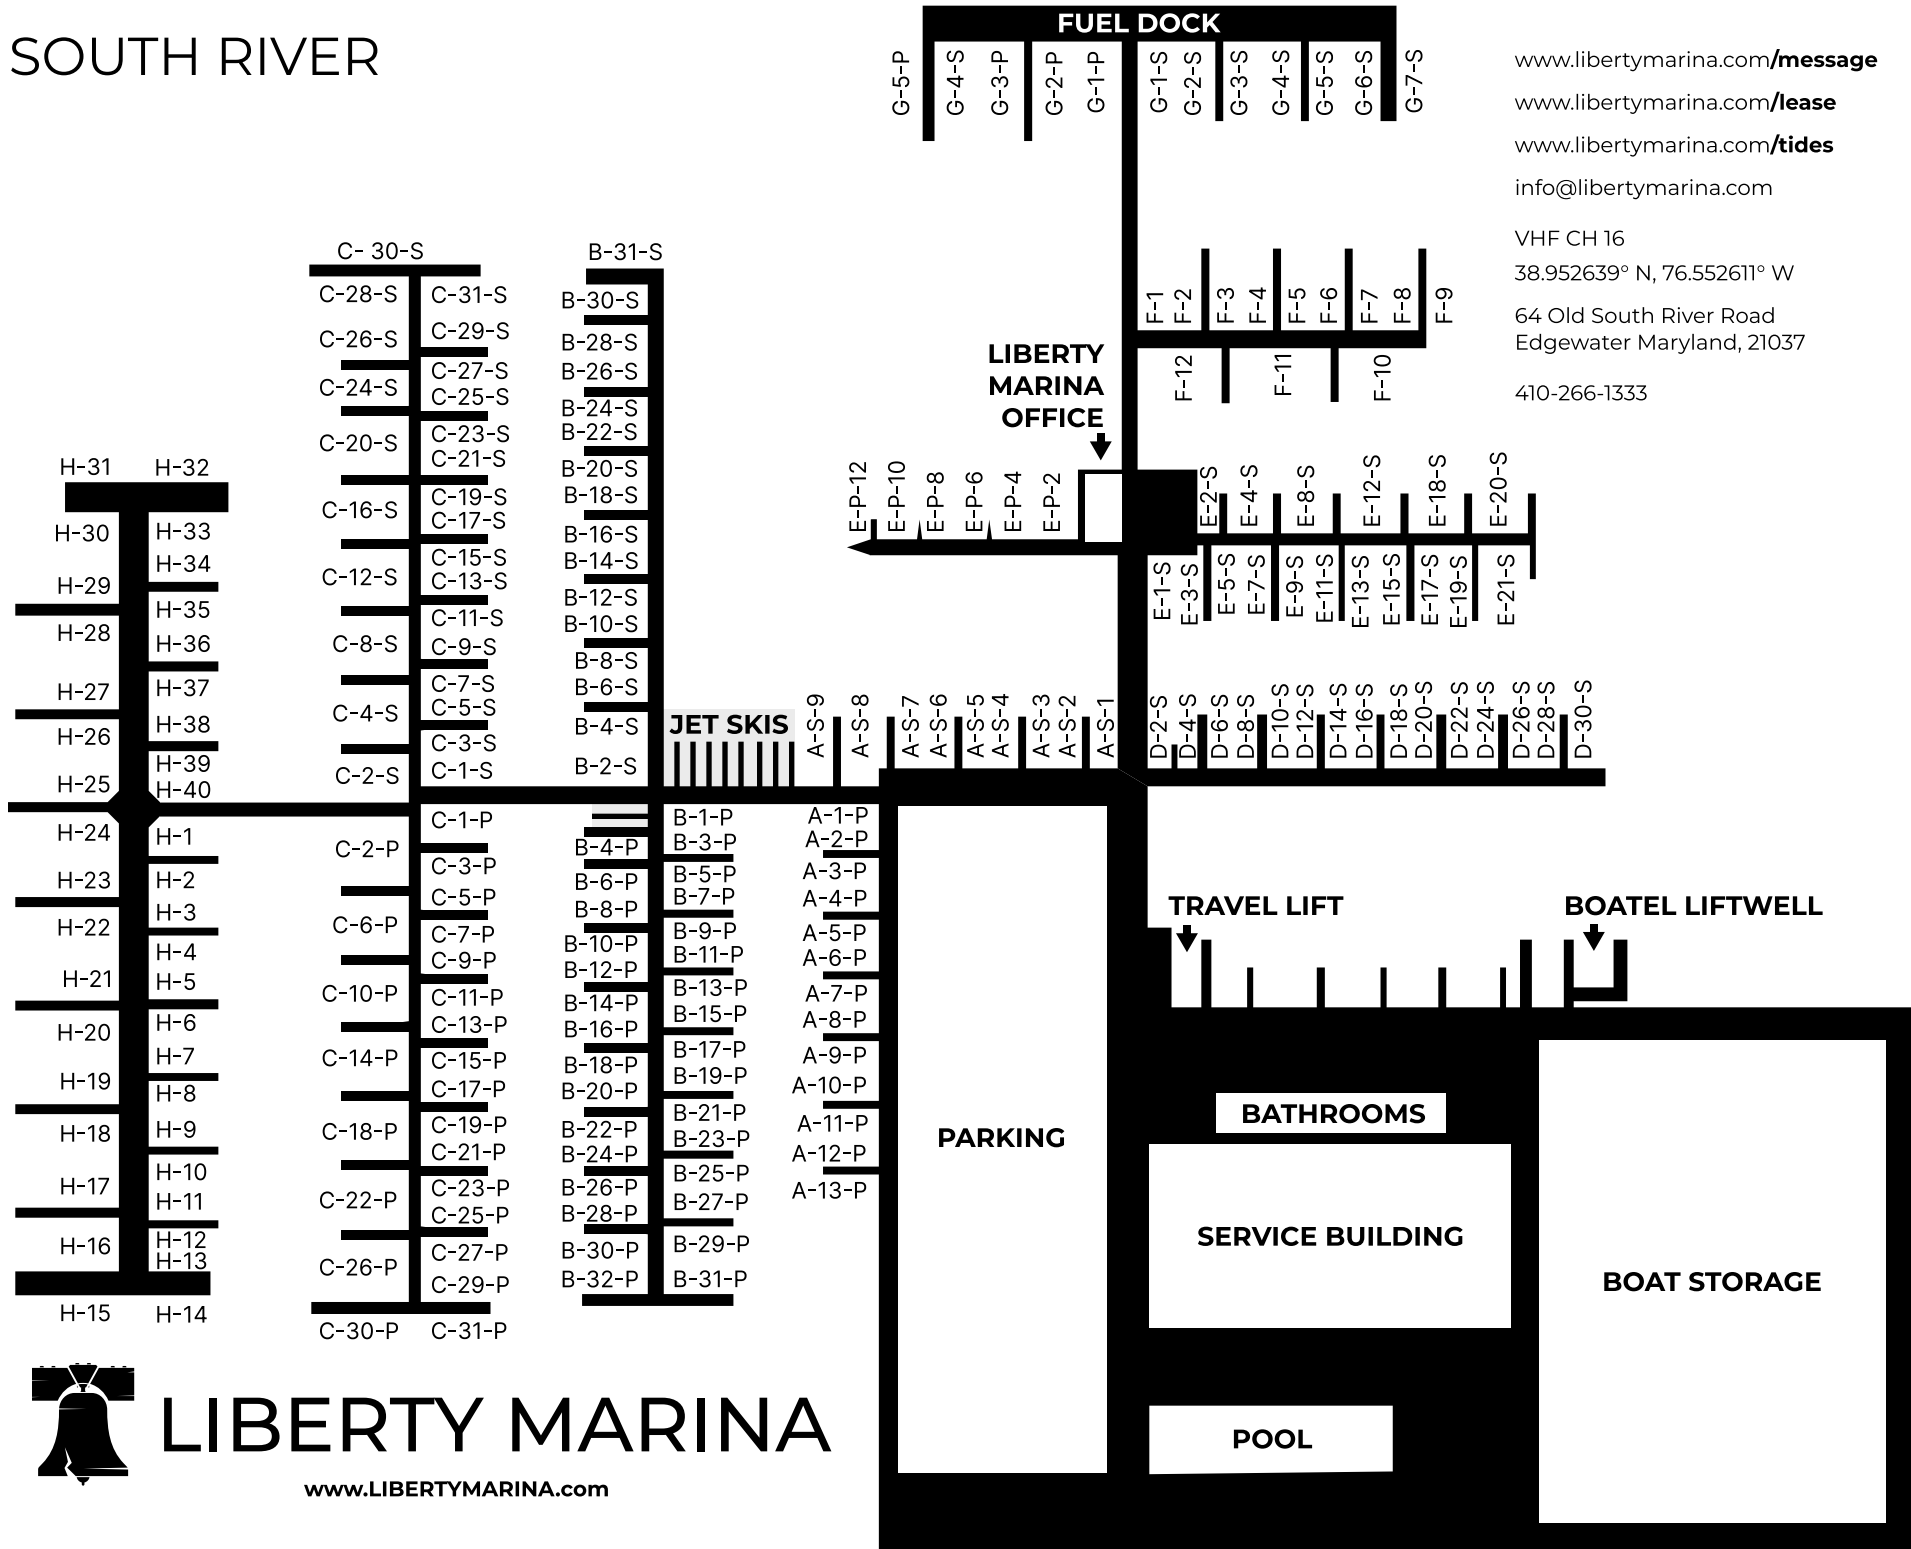 SOUTH RIVER
FUEL DOCK
G-5-P
G-4-S
G-3-P
G-2-P
G-1-P
G-1-S
G-2-S
G-3-S
G-4-S
G-5-S
G-6-S
G-7-S
www.libertymarina.com/message
www.libertymarina.com/lease
www.libertymarina.com/tides
info@libertymarina.com
VHF CH 16
38.952639° N, 76.552611° W
64 Old South River Road
Edgewater Maryland, 21037
410-266-1333
F-1
F-2
F-3
F-4
F-5
F-6
F-7
F-8
F-9
F-12
F-11
F-10
LIBERTY
MARINA
OFFICE
E-P-12
E-P-10
E-P-8
E-P-6
E-P-4
E-P-2
E-2-S
E-4-S
E-8-S
E-12-S
E-18-S
E-20-S
E-1-S
E-3-S
E-5-S
E-7-S
E-9-S
E-11-S
E-13-S
E-15-S
E-17-S
E-19-S
E-21-S
H-31
H-32
H-30
H-29
H-28
H-27
H-26
H-25
H-24
H-23
H-22
H-21
H-20
H-19
H-18
H-17
H-16
H-15
H-33
H-34
H-35
H-36
H-37
H-38
H-39
H-40
H-1
H-2
H-3
H-4
H-5
H-6
H-7
H-8
H-9
H-10
H-11
H-12
H-13
H-14
C- 30-S
C-28-S
C-26-S
C-24-S
C-20-S
C-16-S
C-12-S
C-8-S
C-4-S
C-2-S
C-2-P
C-6-P
C-10-P
C-14-P
C-18-P
C-22-P
C-26-P
C-30-P
C-31-S
C-29-S
C-27-S
C-25-S
C-23-S
C-21-S
C-19-S
C-17-S
C-15-S
C-13-S
C-11-S
C-9-S
C-7-S
C-5-S
C-3-S
C-1-S
C-1-P
C-3-P
C-5-P
C-7-P
C-9-P
C-11-P
C-13-P
C-15-P
C-17-P
C-19-P
C-21-P
C-23-P
C-25-P
C-27-P
C-29-P
C-31-P
B-31-S
B-30-S
B-28-S
B-26-S
B-24-S
B-22-S
B-20-S
B-18-S
B-16-S
B-14-S
B-12-S
B-10-S
B-8-S
B-6-S
B-4-S
B-2-S
B-4-P
B-6-P
B-8-P
B-10-P
B-12-P
B-14-P
B-16-P
B-18-P
B-20-P
B-22-P
B-24-P
B-26-P
B-28-P
B-30-P
B-32-P
B-1-P
B-3-P
B-5-P
B-7-P
B-9-P
B-11-P
B-13-P
B-15-P
B-17-P
B-19-P
B-21-P
B-23-P
B-25-P
B-27-P
B-29-P
B-31-P
JET SKIS
A-S-9
A-S-8
A-S-7
A-S-6
A-S-5
A-S-4
A-S-3
A-S-2
A-S-1
D-2-S
D-4-S
D-6-S
D-8-S
D-10-S
D-12-S
D-14-S
D-16-S
D-18-S
D-20-S
D-22-S
D-24-S
D-26-S
D-28-S
D-30-S
A-1-P
A-2-P
A-3-P
A-4-P
A-5-P
A-6-P
A-7-P
A-8-P
A-9-P
A-10-P
A-11-P
A-12-P
A-13-P
TRAVEL LIFT
BOATEL LIFTWELL
PARKING
BATHROOMS
SERVICE BUILDING
BOAT STORAGE
POOL
LIBERTY MARINA
www.LIBERTYMARINA.com